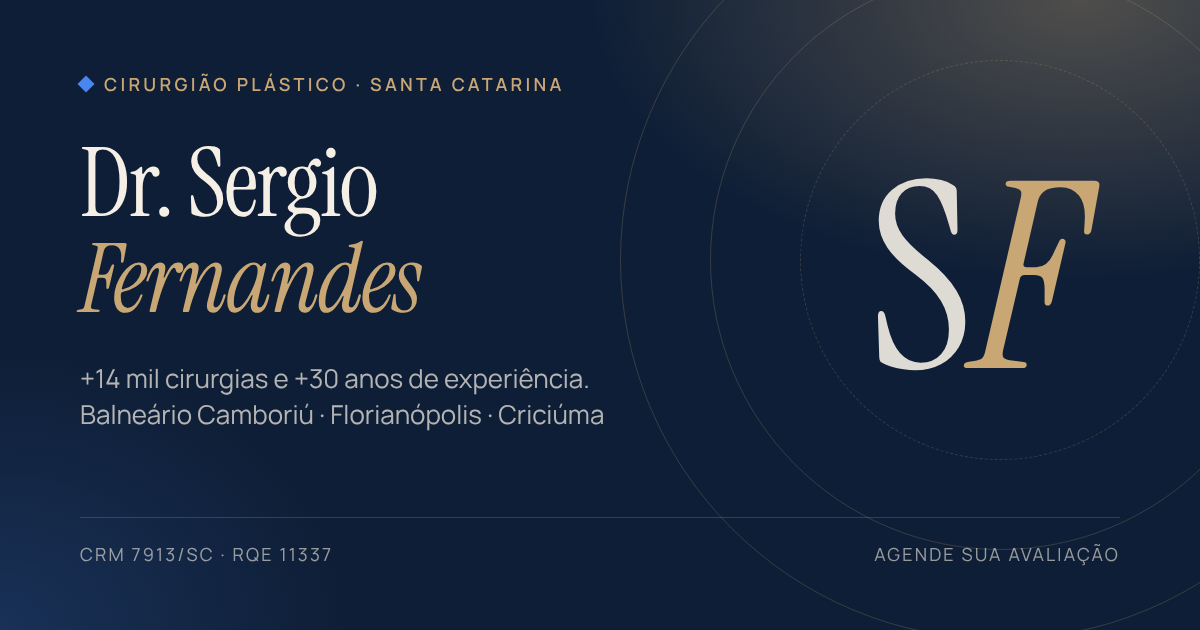 CIRURGIÃO PLÁSTICO · SANTA CATARINA
Dr. Sergio
Fernandes
SF
+14 mil cirurgias e +30 anos de experiência.
Balneário Camboriú · Florianópolis · Criciúma
CRM 7913/SC · RQE 11337
AGENDE SUA AVALIAÇÃO